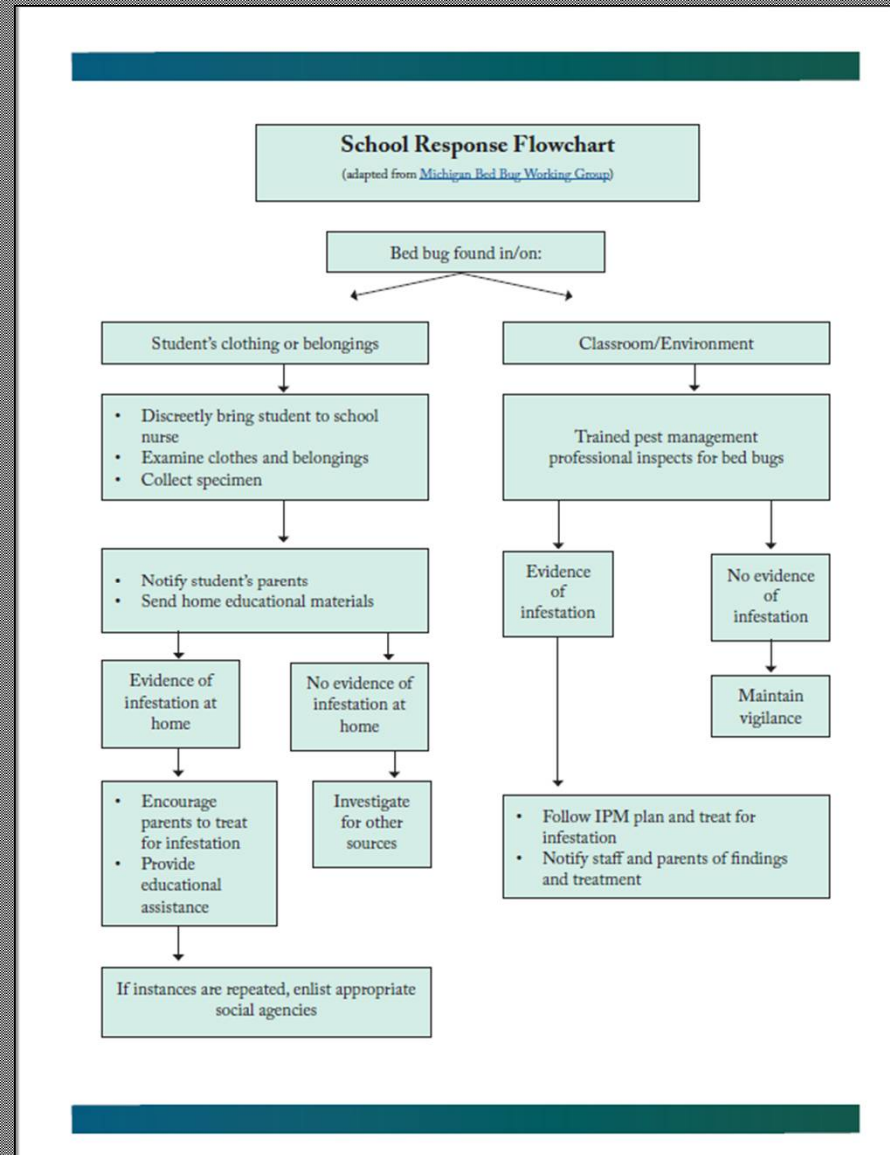 School Response Flowchart
(adapted from Michigan Bed Bug Working Group)
Bed bug found in/on:
Student's clothing or belongings
• Discreetly bring student to school
nurse
• Examine clothes and belongings
• Collect specimen
• Notify student's parents
• Send home educational materials
Evidence of
infestation at
home
• Encourage
parents to treat
for infestation
• Provide
educational
assistance
If instances are repeated, enlist appropriate
social agencies
No evidence of
infestation at
home
Investigate
for other
sources
Classroom/Environment
Trained pest management
professional inspects for bed bugs
Evidence
of
infestation
• Follow IPM plan and treat for
infestation
• Notify staff and parents of findings
and treatment
No evidence
of
infestation
Maintain
vigilance